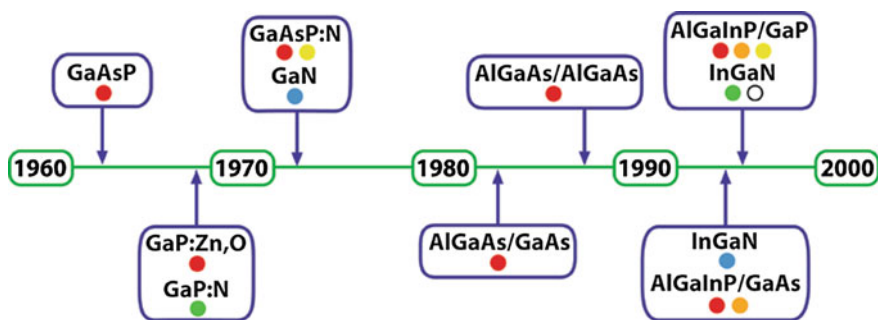 GaAsP
GaAsP:N
GaN
AlGaAs/AlGaAs
AlGaInP/GaP
InGaN
1960
1970
1980
1990
2000
GaP:Zn,O
GaP:N
AlGaAs/GaAs
InGaN
AlGaInP/GaAs